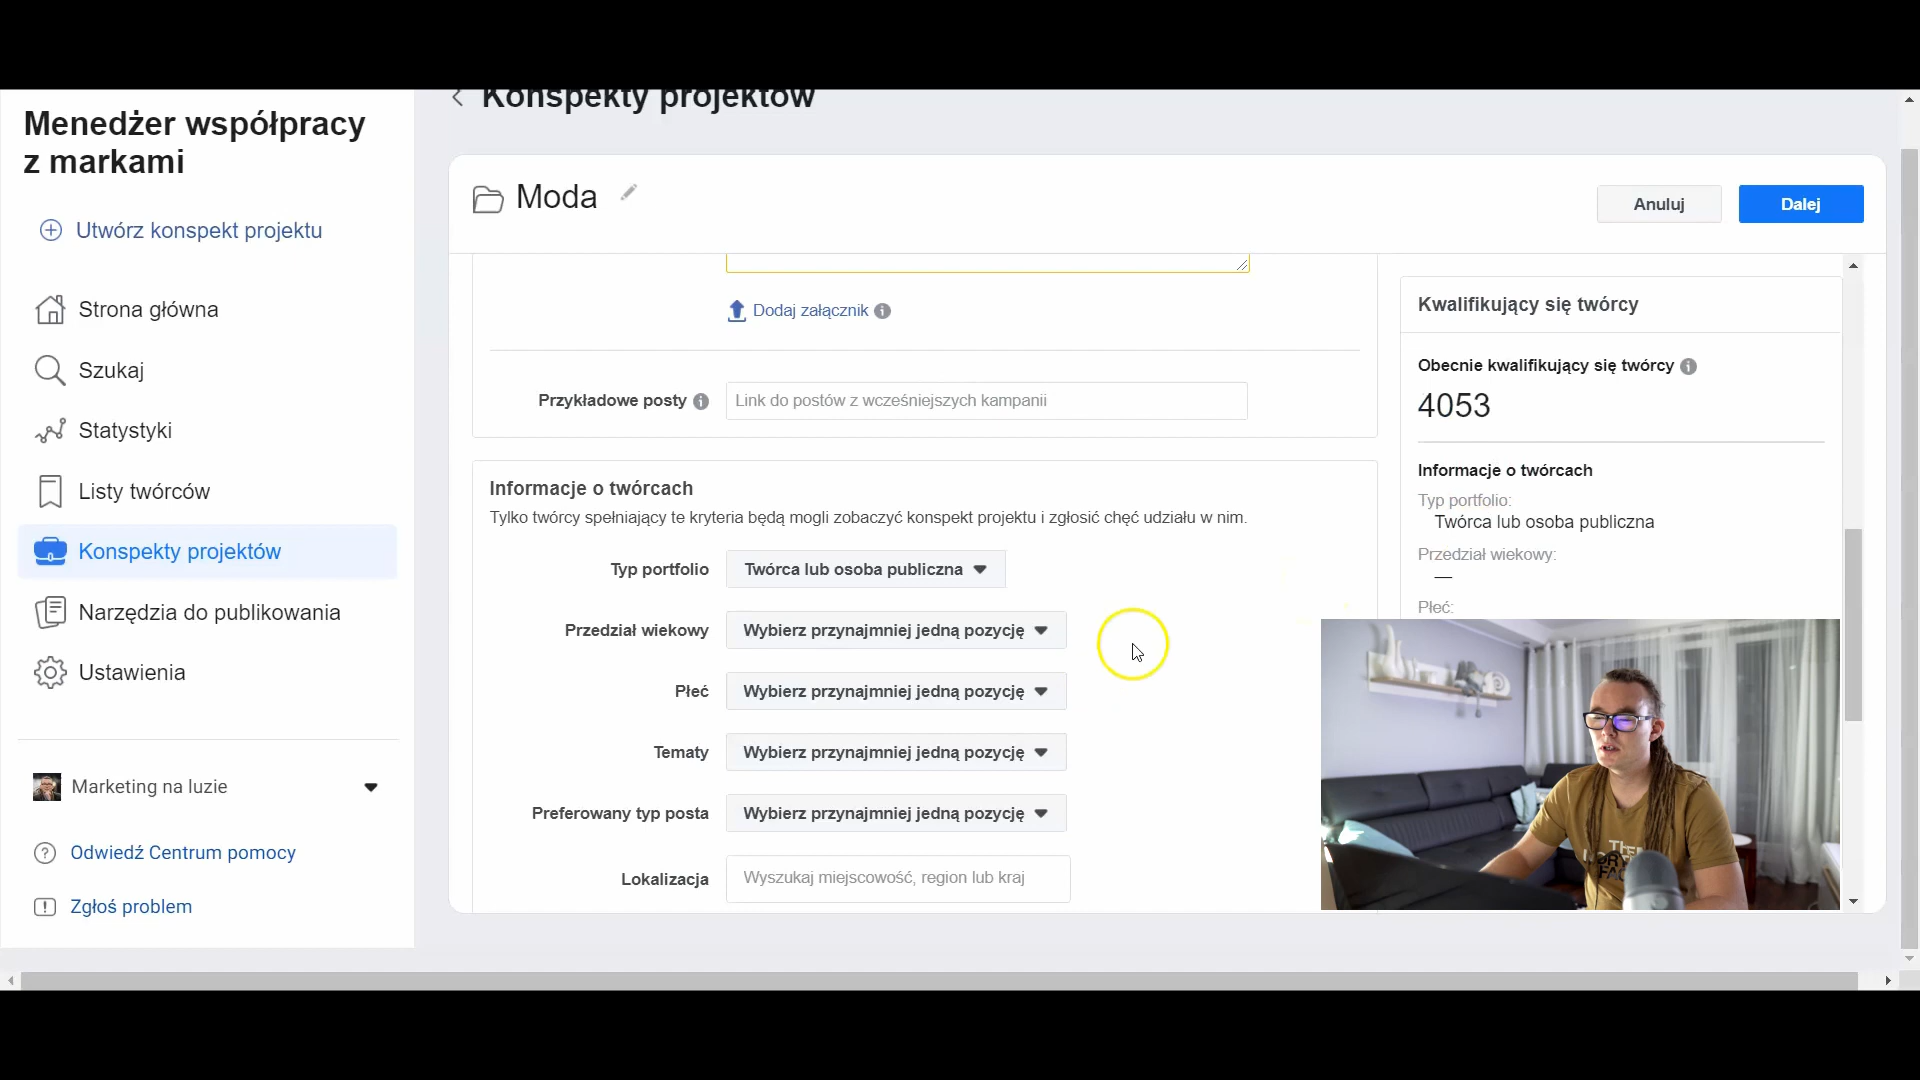 Menedżer współpracy
z markami
Utwórz konspekt projektu
Strona główna
Szukaj
Statystyki
Listy twórców
Konspekty projektów
Narzędzia do publikowania
Ustawienia
Marketing na luzie
Odwiedź Centrum pomocy
Zgłoś problem
Konspekty projektów
Moda
Anuluj
Dalej
Dodaj załącznik
Przykładowe posty
Link do postów z wcześniejszych kampanii
Informacje o twórcach
Tylko twórcy spełniający te kryteria będą mogli zobaczyć konspekt projektu i zgłosić chęć udziału w nim.
Typ portfolio
Twórca lub osoba publiczna
Przedział wiekowy
Wybierz przynajmniej jedną pozycję
Płeć
Wybierz przynajmniej jedną pozycję
Tematy
Wybierz przynajmniej jedną pozycję
Preferowany typ posta
Wybierz przynajmniej jedną pozycję
Lokalizacja
Wyszukaj miejscowość, region lub kraj
Kwalifikujący się twórcy
Obecnie kwalifikujący się twórcy
4053
Informacje o twórcach
Typ portfolio:
Twórca lub osoba publiczna
Przedział wiekowy:
—
Płeć: